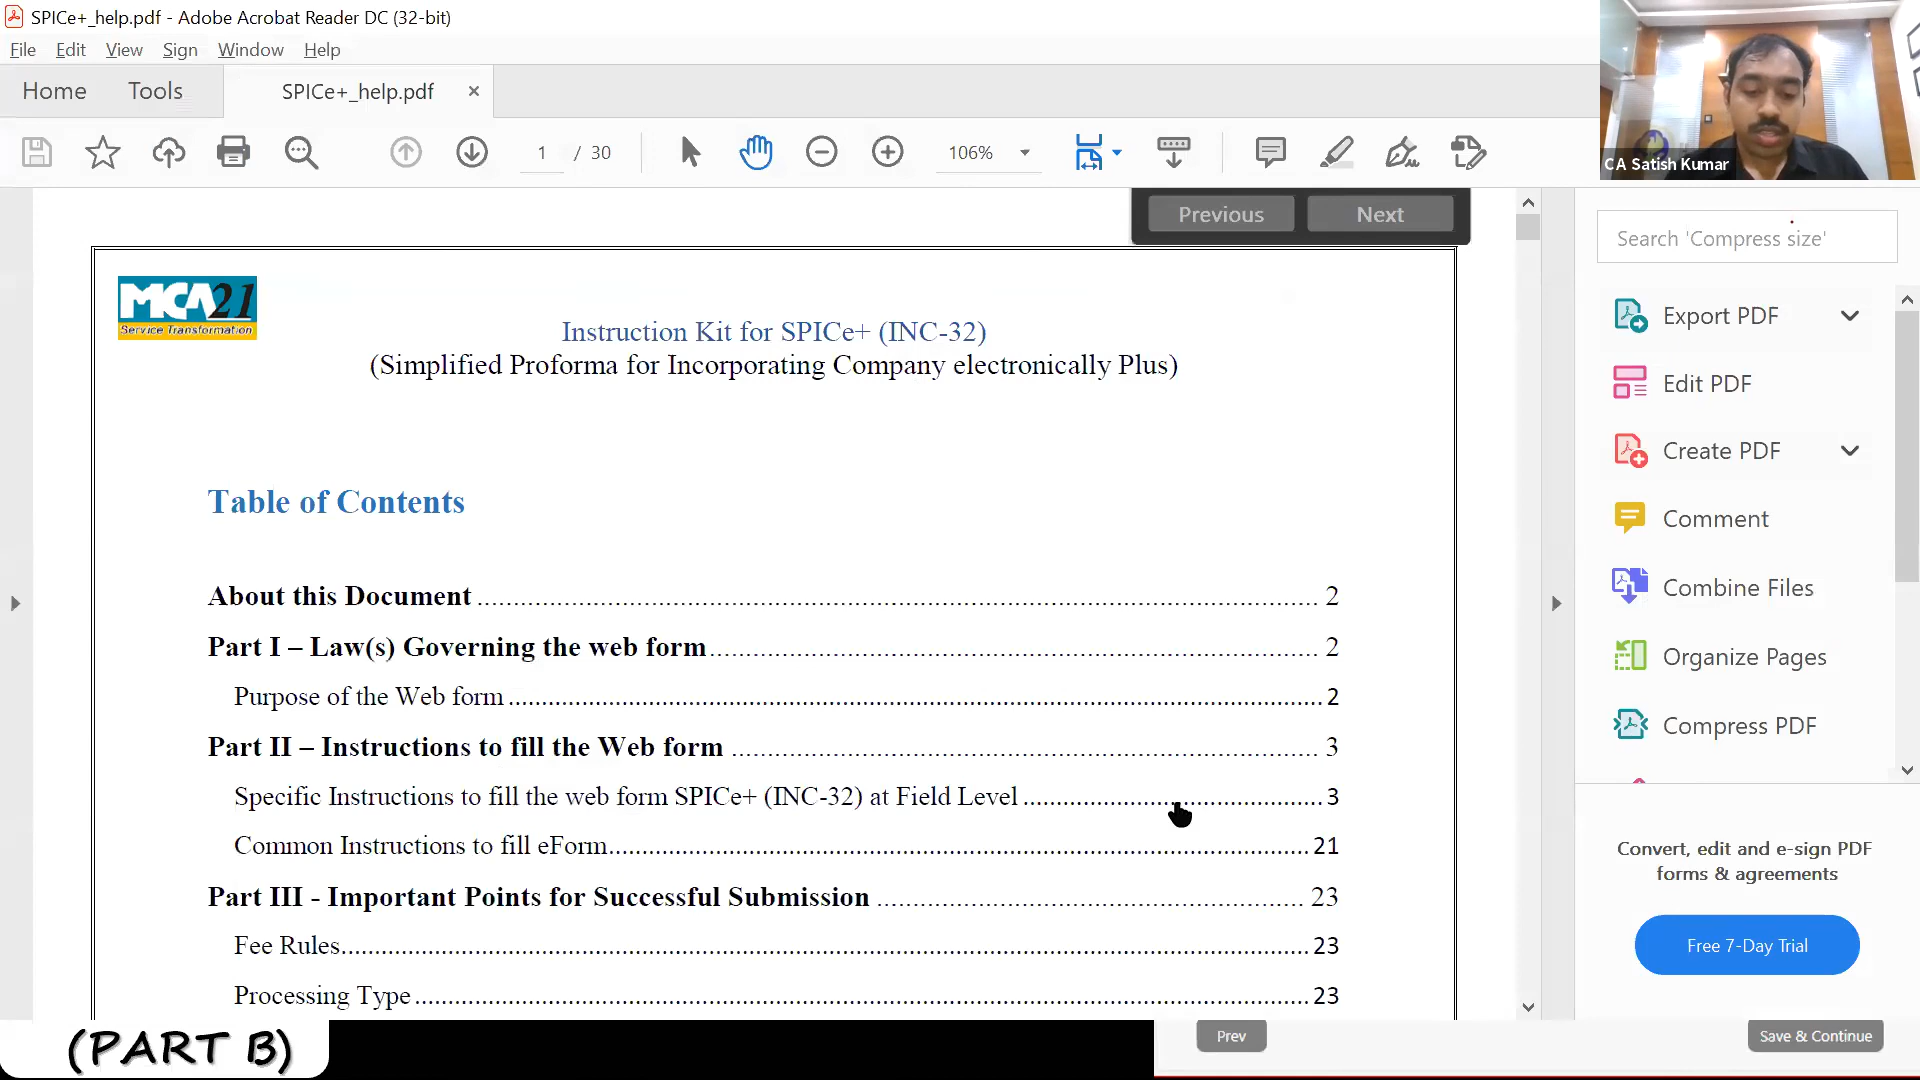 SPICe+_help.pdf - Adobe Acrobat Reader DC (32-bit)
File Edit View Sign Window Help
Home Tools SPICe+_help.pdf
1 / 30 106%
CA Satish Kumar
Previous Next
Search 'Compress size'
MCA21
Service Transformation
Instruction Kit for SPICe+ (INC-32)
(Simplified Proforma for Incorporating Company electronically Plus)
Table of Contents
About this Document ........ 2
Part I – Law(s) Governing the web form ........ 2
Purpose of the Web form ........ 2
Part II – Instructions to fill the Web form ........ 3
Specific Instructions to fill the web form SPICe+ (INC-32) at Field Level ........ 3
Common Instructions to fill eForm ........ 21
Part III - Important Points for Successful Submission ........ 23
Fee Rules ........ 23
Processing Type ........ 23
Export PDF
Edit PDF
Create PDF
Comment
Combine Files
Organize Pages
Compress PDF
Convert, edit and e-sign PDF
forms & agreements
Free 7-Day Trial
(PART B)
Prev Save & Continue